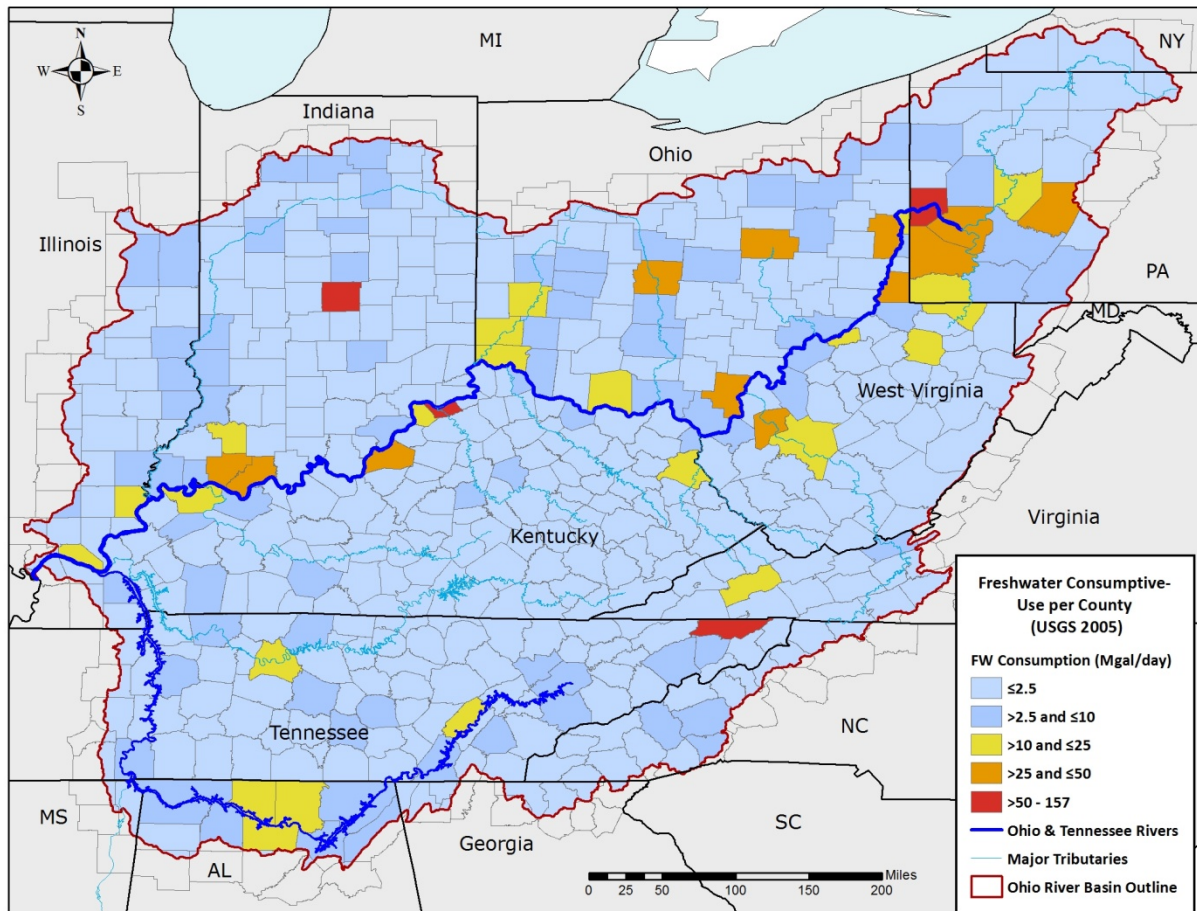 N
W E
S
MI
NY
Indiana
Ohio
Illinois
PA
MD
West Virginia
Virginia
Kentucky
Tennessee
NC
MS
AL
Georgia
SC
Freshwater Consumptive-
Use per County
(USGS 2005)
FW Consumption (Mgal/day)
≤2.5
>2.5 and ≤10
>10 and ≤25
>25 and ≤50
>50 - 157
Ohio & Tennessee Rivers
Major Tributaries
Ohio River Basin Outline
Miles
0 25 50 100 150 200